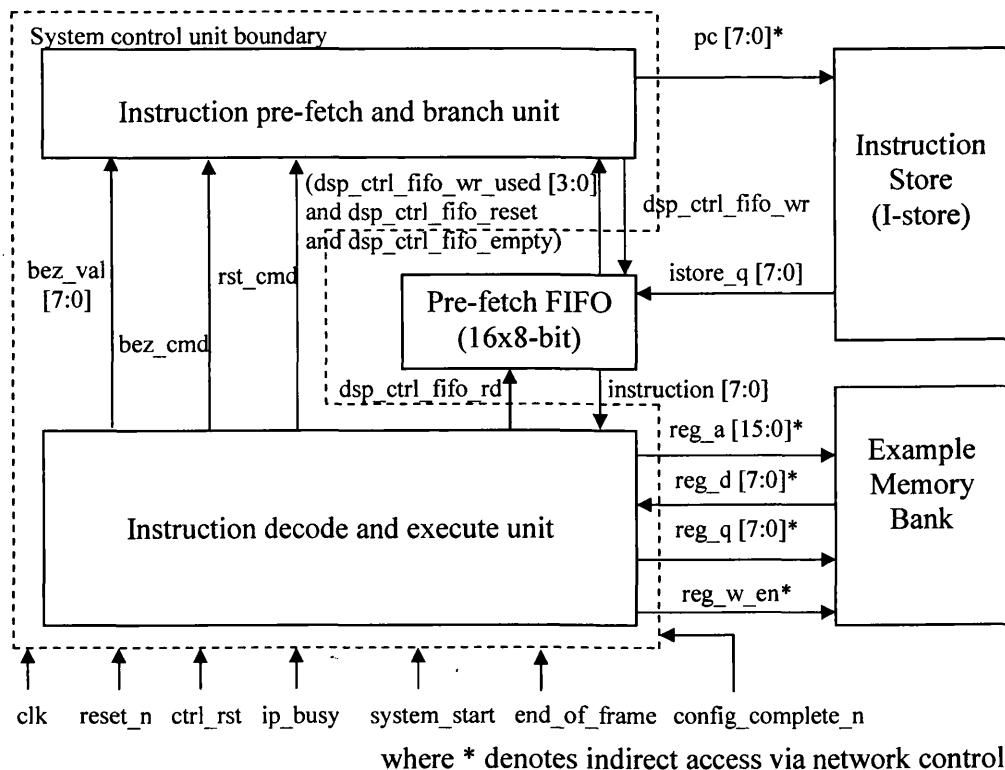 System control unit boundary
pc [7:0]*
Instruction pre-fetch and branch unit
Instruction
Store
(I-store)
(dsp_ctrl_fifo_wr_used [3:0]
and dsp_ctrl_fifo_reset
and dsp_ctrl_fifo_empty)
dsp_ctrl_fifo_wr
bez_val
[7:0]
rst_cmd
istore_q [7:0]
Pre-fetch FIFO
(16x8-bit)
bez_cmd
dsp_ctrl_fifo_rd
instruction [7:0]
reg_a [15:0]*
reg_d [7:0]*
reg_q [7:0]*
reg_w_en*
Example
Memory
Bank
Instruction decode and execute unit
clk reset_n ctrl_rst ip_busy system_start end_of_frame config_complete_n
where * denotes indirect access via network control